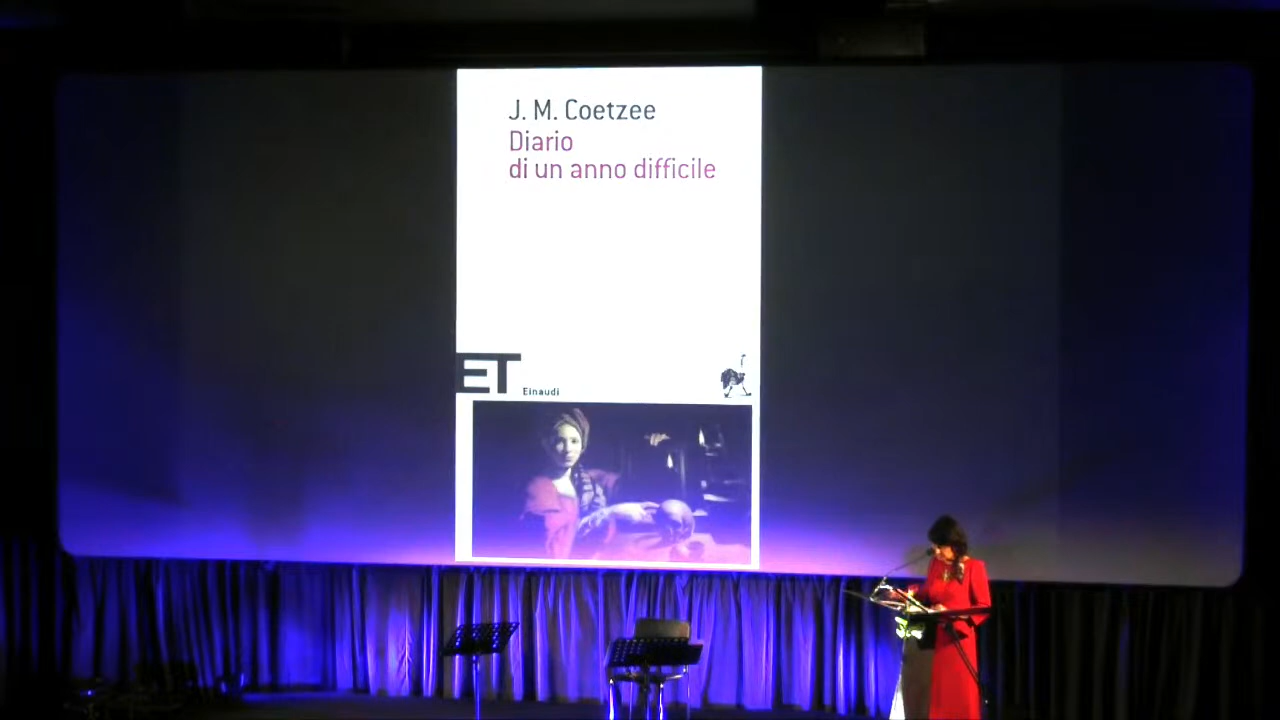 J. M. Coetzee
Diario
di un anno difficile
ET
Einaudi